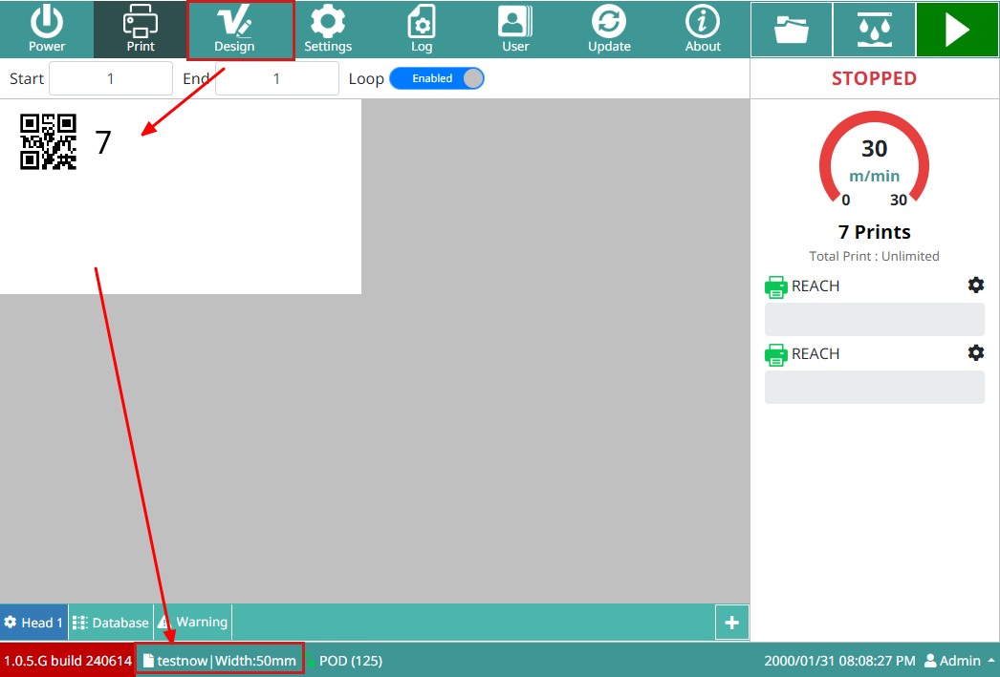 Power Print Design Settings Log User Update About
Start 1 End 1 Loop Enabled
STOPPED
7
30
m/min
0 30
7 Prints
Total Print : Unlimited
REACH
REACH
Head 1 Database Warning +
1.0.5.G build 240614 testnow|Width:50mm POD (125) 2000/01/31 08:08:27 PM Admin